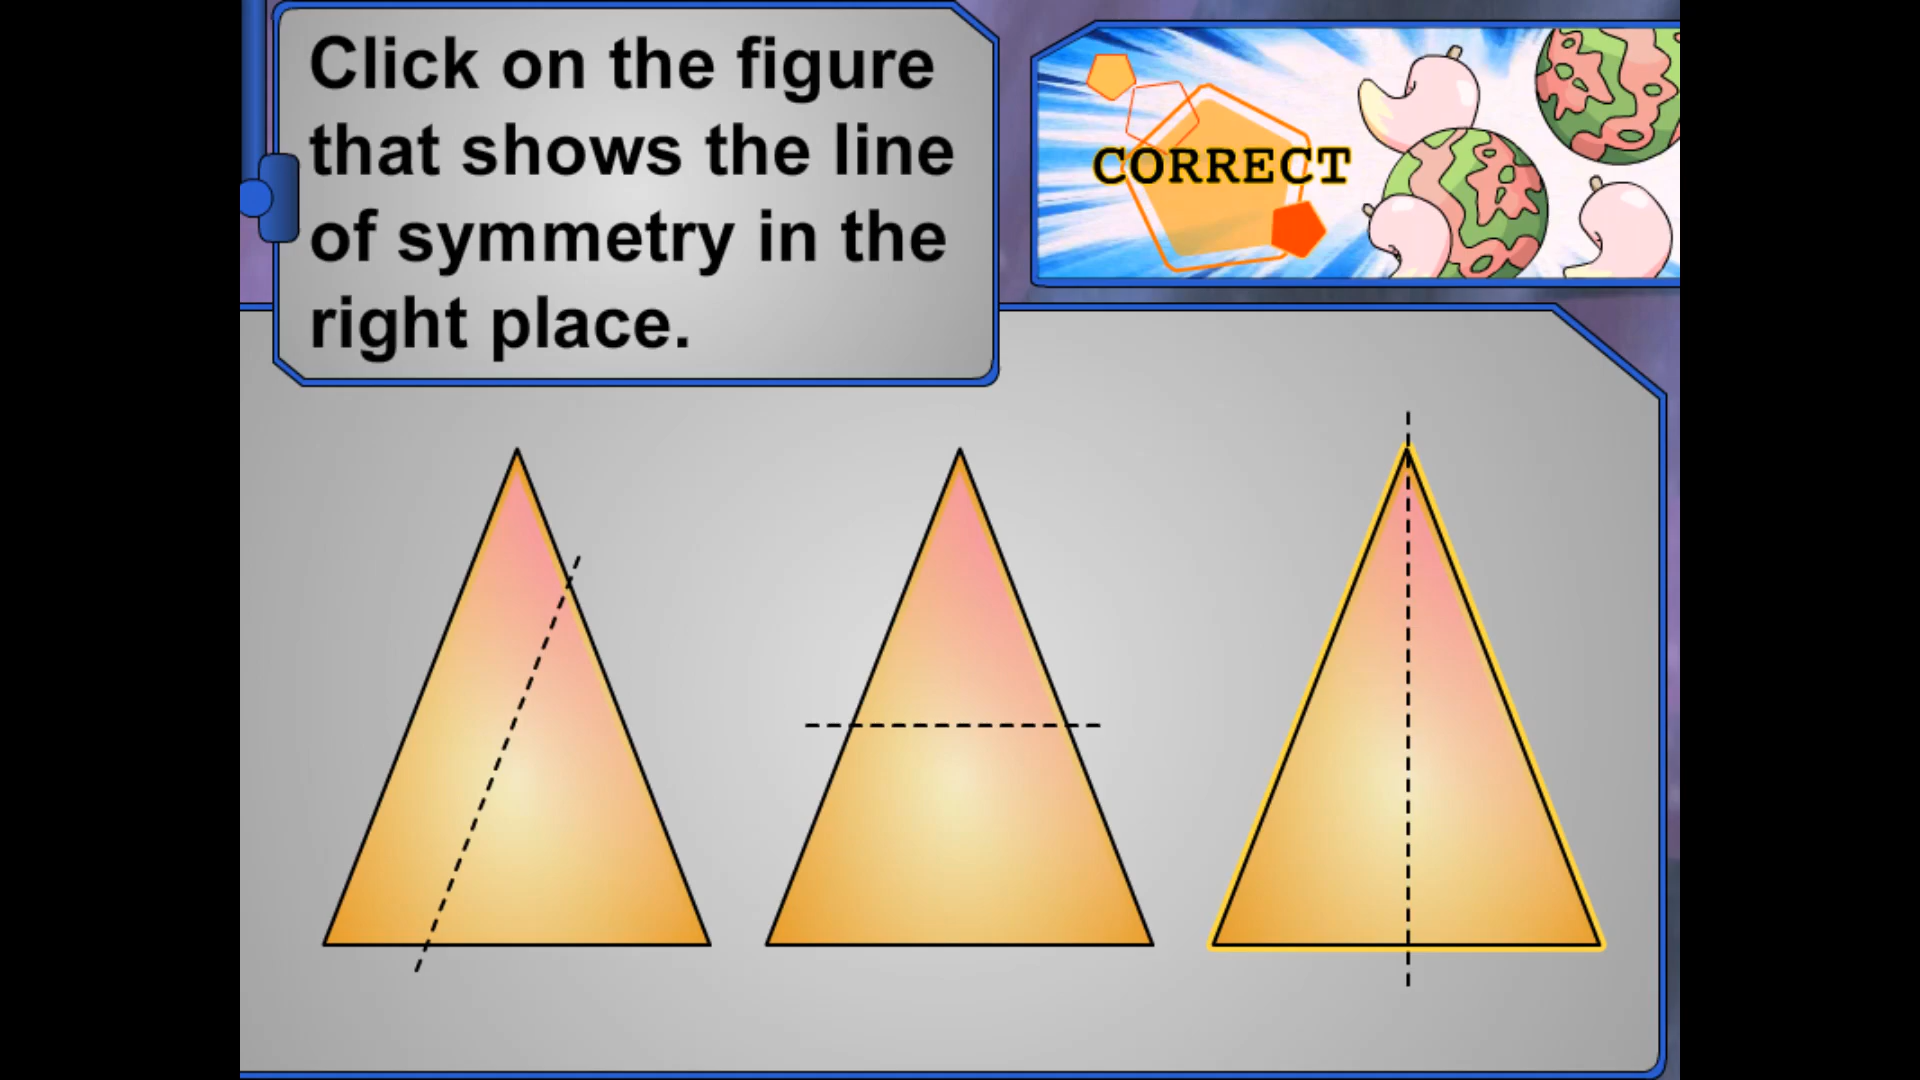 Click on the figure
that shows the line
of symmetry in the
right place.
CORRECT